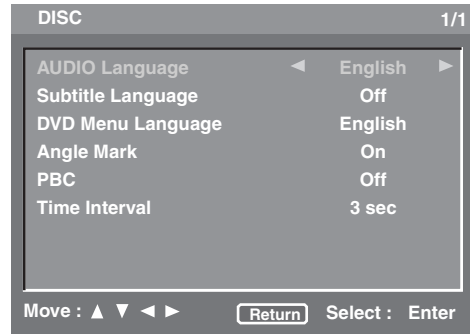 DISC 1/1
AUDIO Language ◀ English ▶
Subtitle Language Off
DVD Menu Language English
Angle Mark On
PBC Off
Time Interval 3 sec
Move : ▲ ▼ ◀ ▶ Return Select : Enter